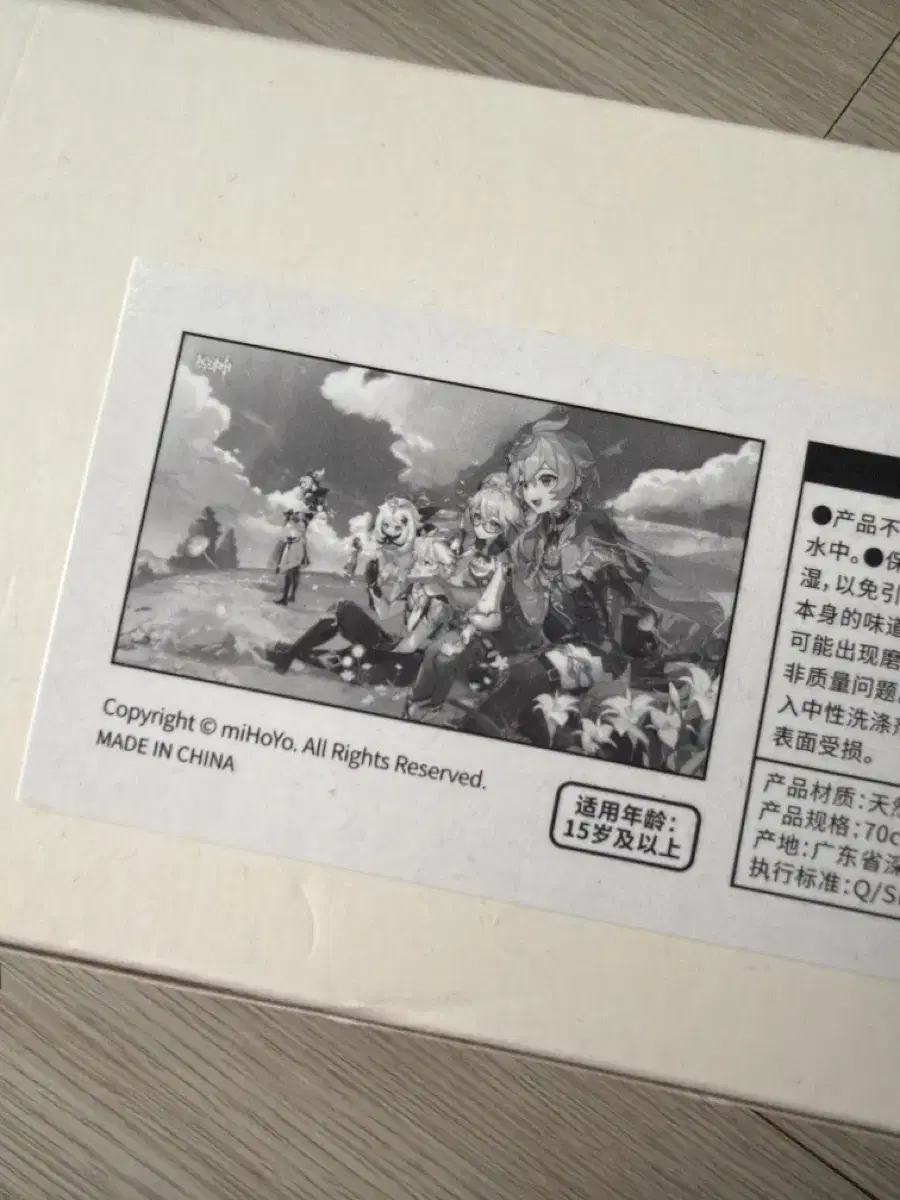 原神
Copyright © miHoYo. All Rights Reserved.
MADE IN CHINA
适用年龄：
15岁及以上
●产品不
水中。●保
湿，以免引
本身的味道
可能出现磨
非质量问题
入中性洗涤
表面受损。
产品材质：天然
产品规格：70c
产地：广东省深
执行标准：Q/S